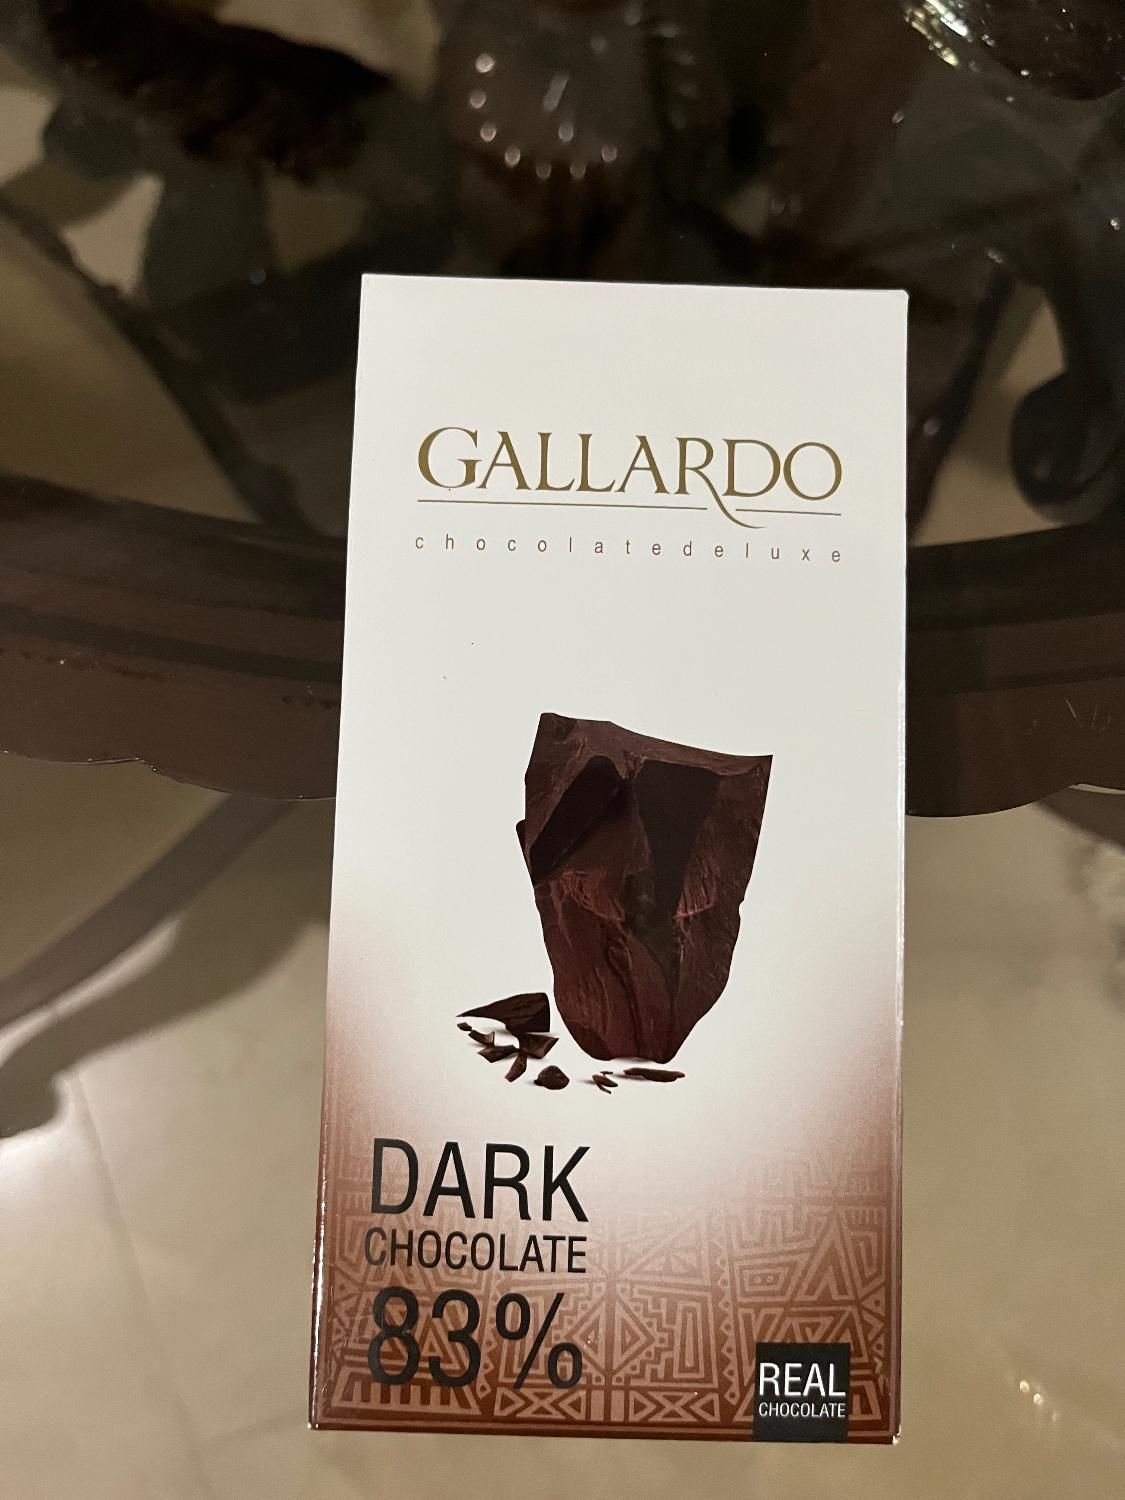 GALLARDO
chocolatedeluxe
DARK
CHOCOLATE
83%
REAL
CHOCOLATE